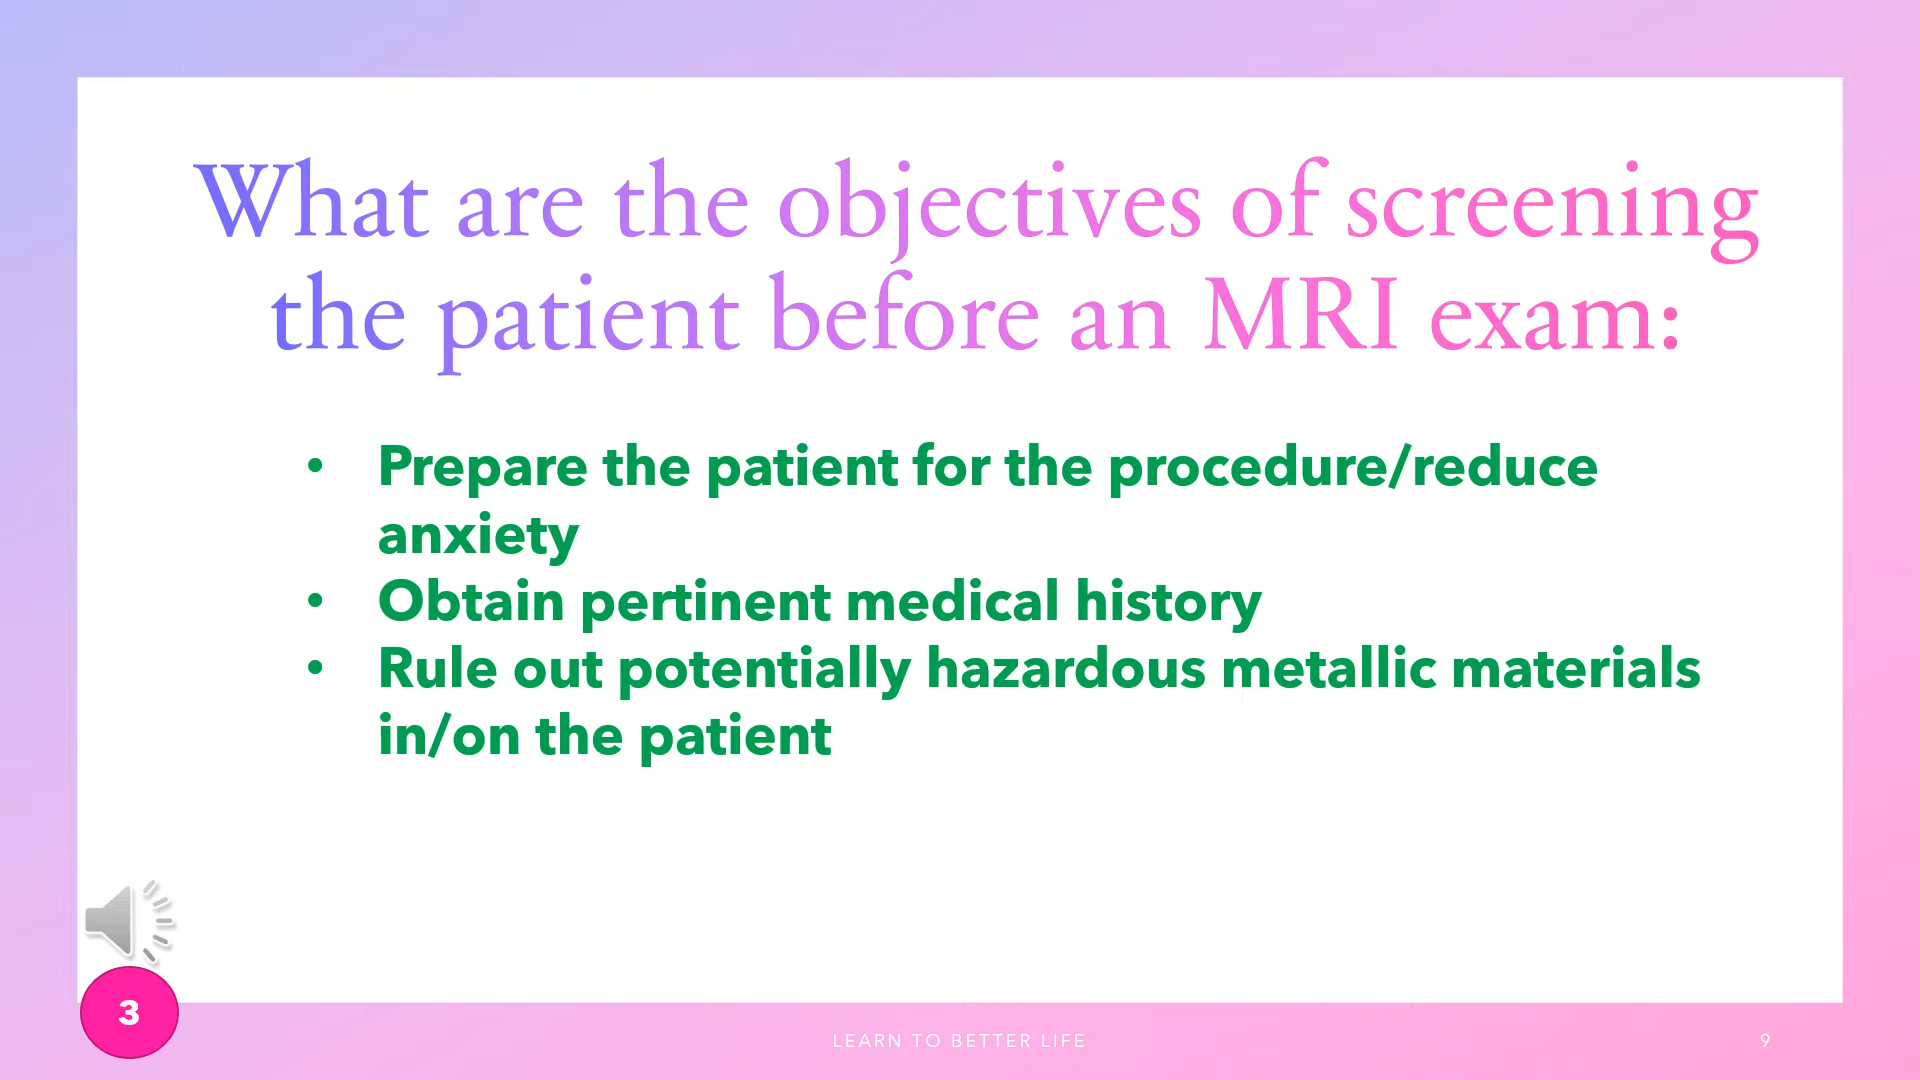 What are the objectives of screening
the patient before an MRI exam:
• Prepare the patient for the procedure/reduce
anxiety
• Obtain pertinent medical history
• Rule out potentially hazardous metallic materials
in/on the patient
3
LEARN TO BETTER LIFE
9